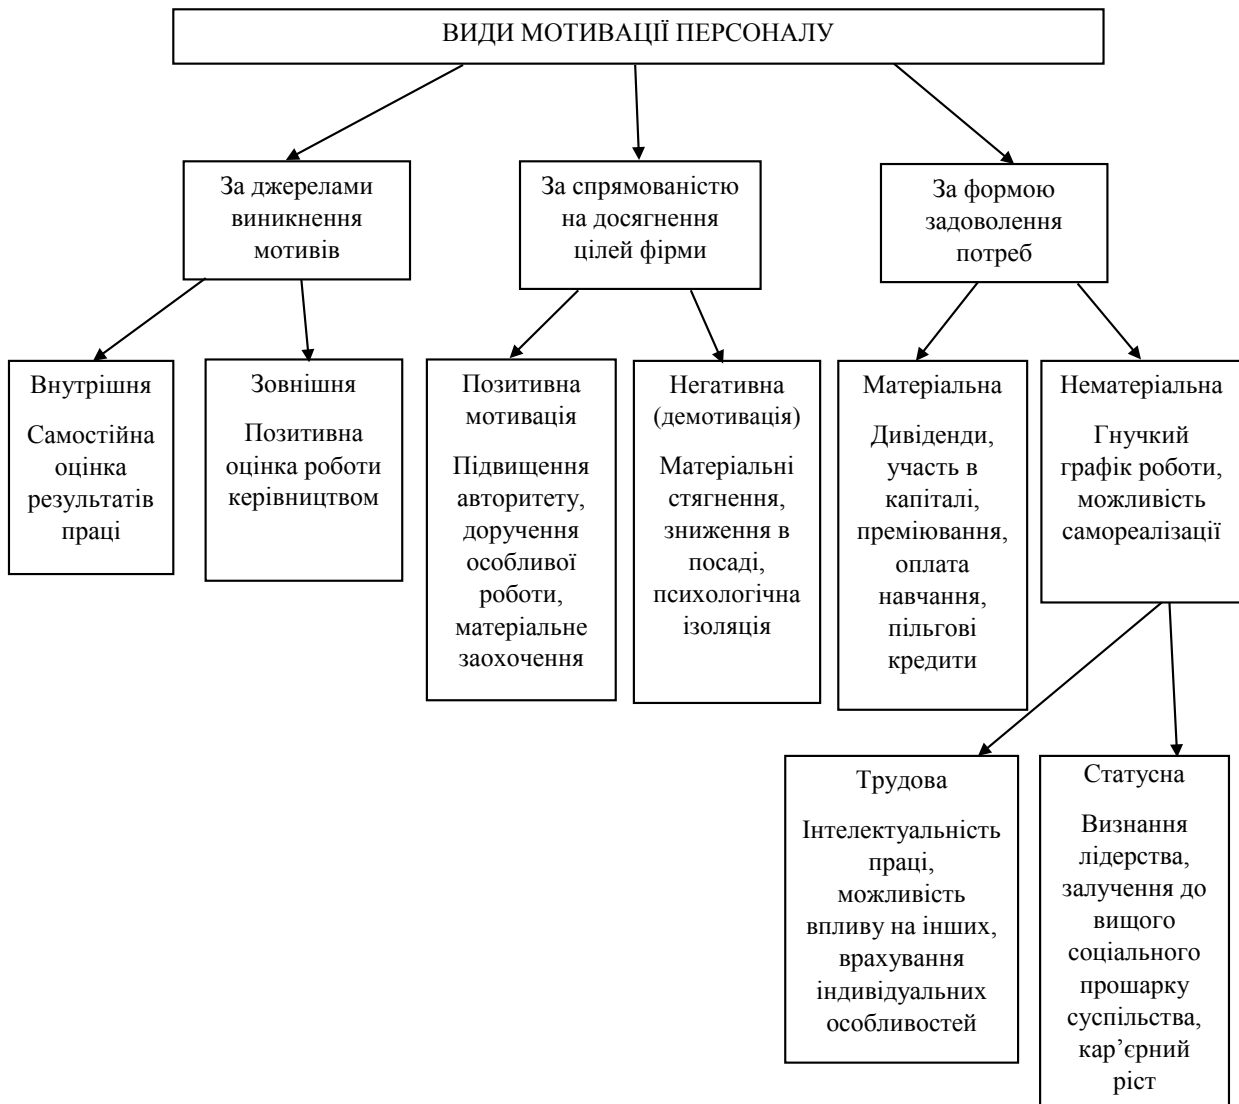 ВИДИ МОТИВАЦІЇ ПЕРСОНАЛУ
За джерелами
виникнення
мотивів
За спрямованістю
на досягнення
цілей фірми
За формою
задоволення
потреб
Внутрішня
Самостійна
оцінка
результатів
праці
Зовнішня
Позитивна
оцінка роботи
керівництвом
Позитивна
мотивація
Підвищення
авторитету,
доручення
особливої
роботи,
матеріальне
заохочення
Негативна
(демотивація)
Матеріальні
стягнення,
зниження в
посаді,
психологічна
ізоляція
Матеріальна
Дивіденди,
участь в
капіталі,
преміювання,
оплата
навчання,
пільгові
кредити
Нематеріальна
Гнучкий
графік роботи,
можливість
самореалізації
Трудова
Інтелектуальність
праці,
можливість
впливу на інших,
врахування
індивідуальних
особливостей
Статусна
Визнання
лідерства,
залучення до
вищого
соціального
прошарку
суспільства,
кар’єрний
ріст